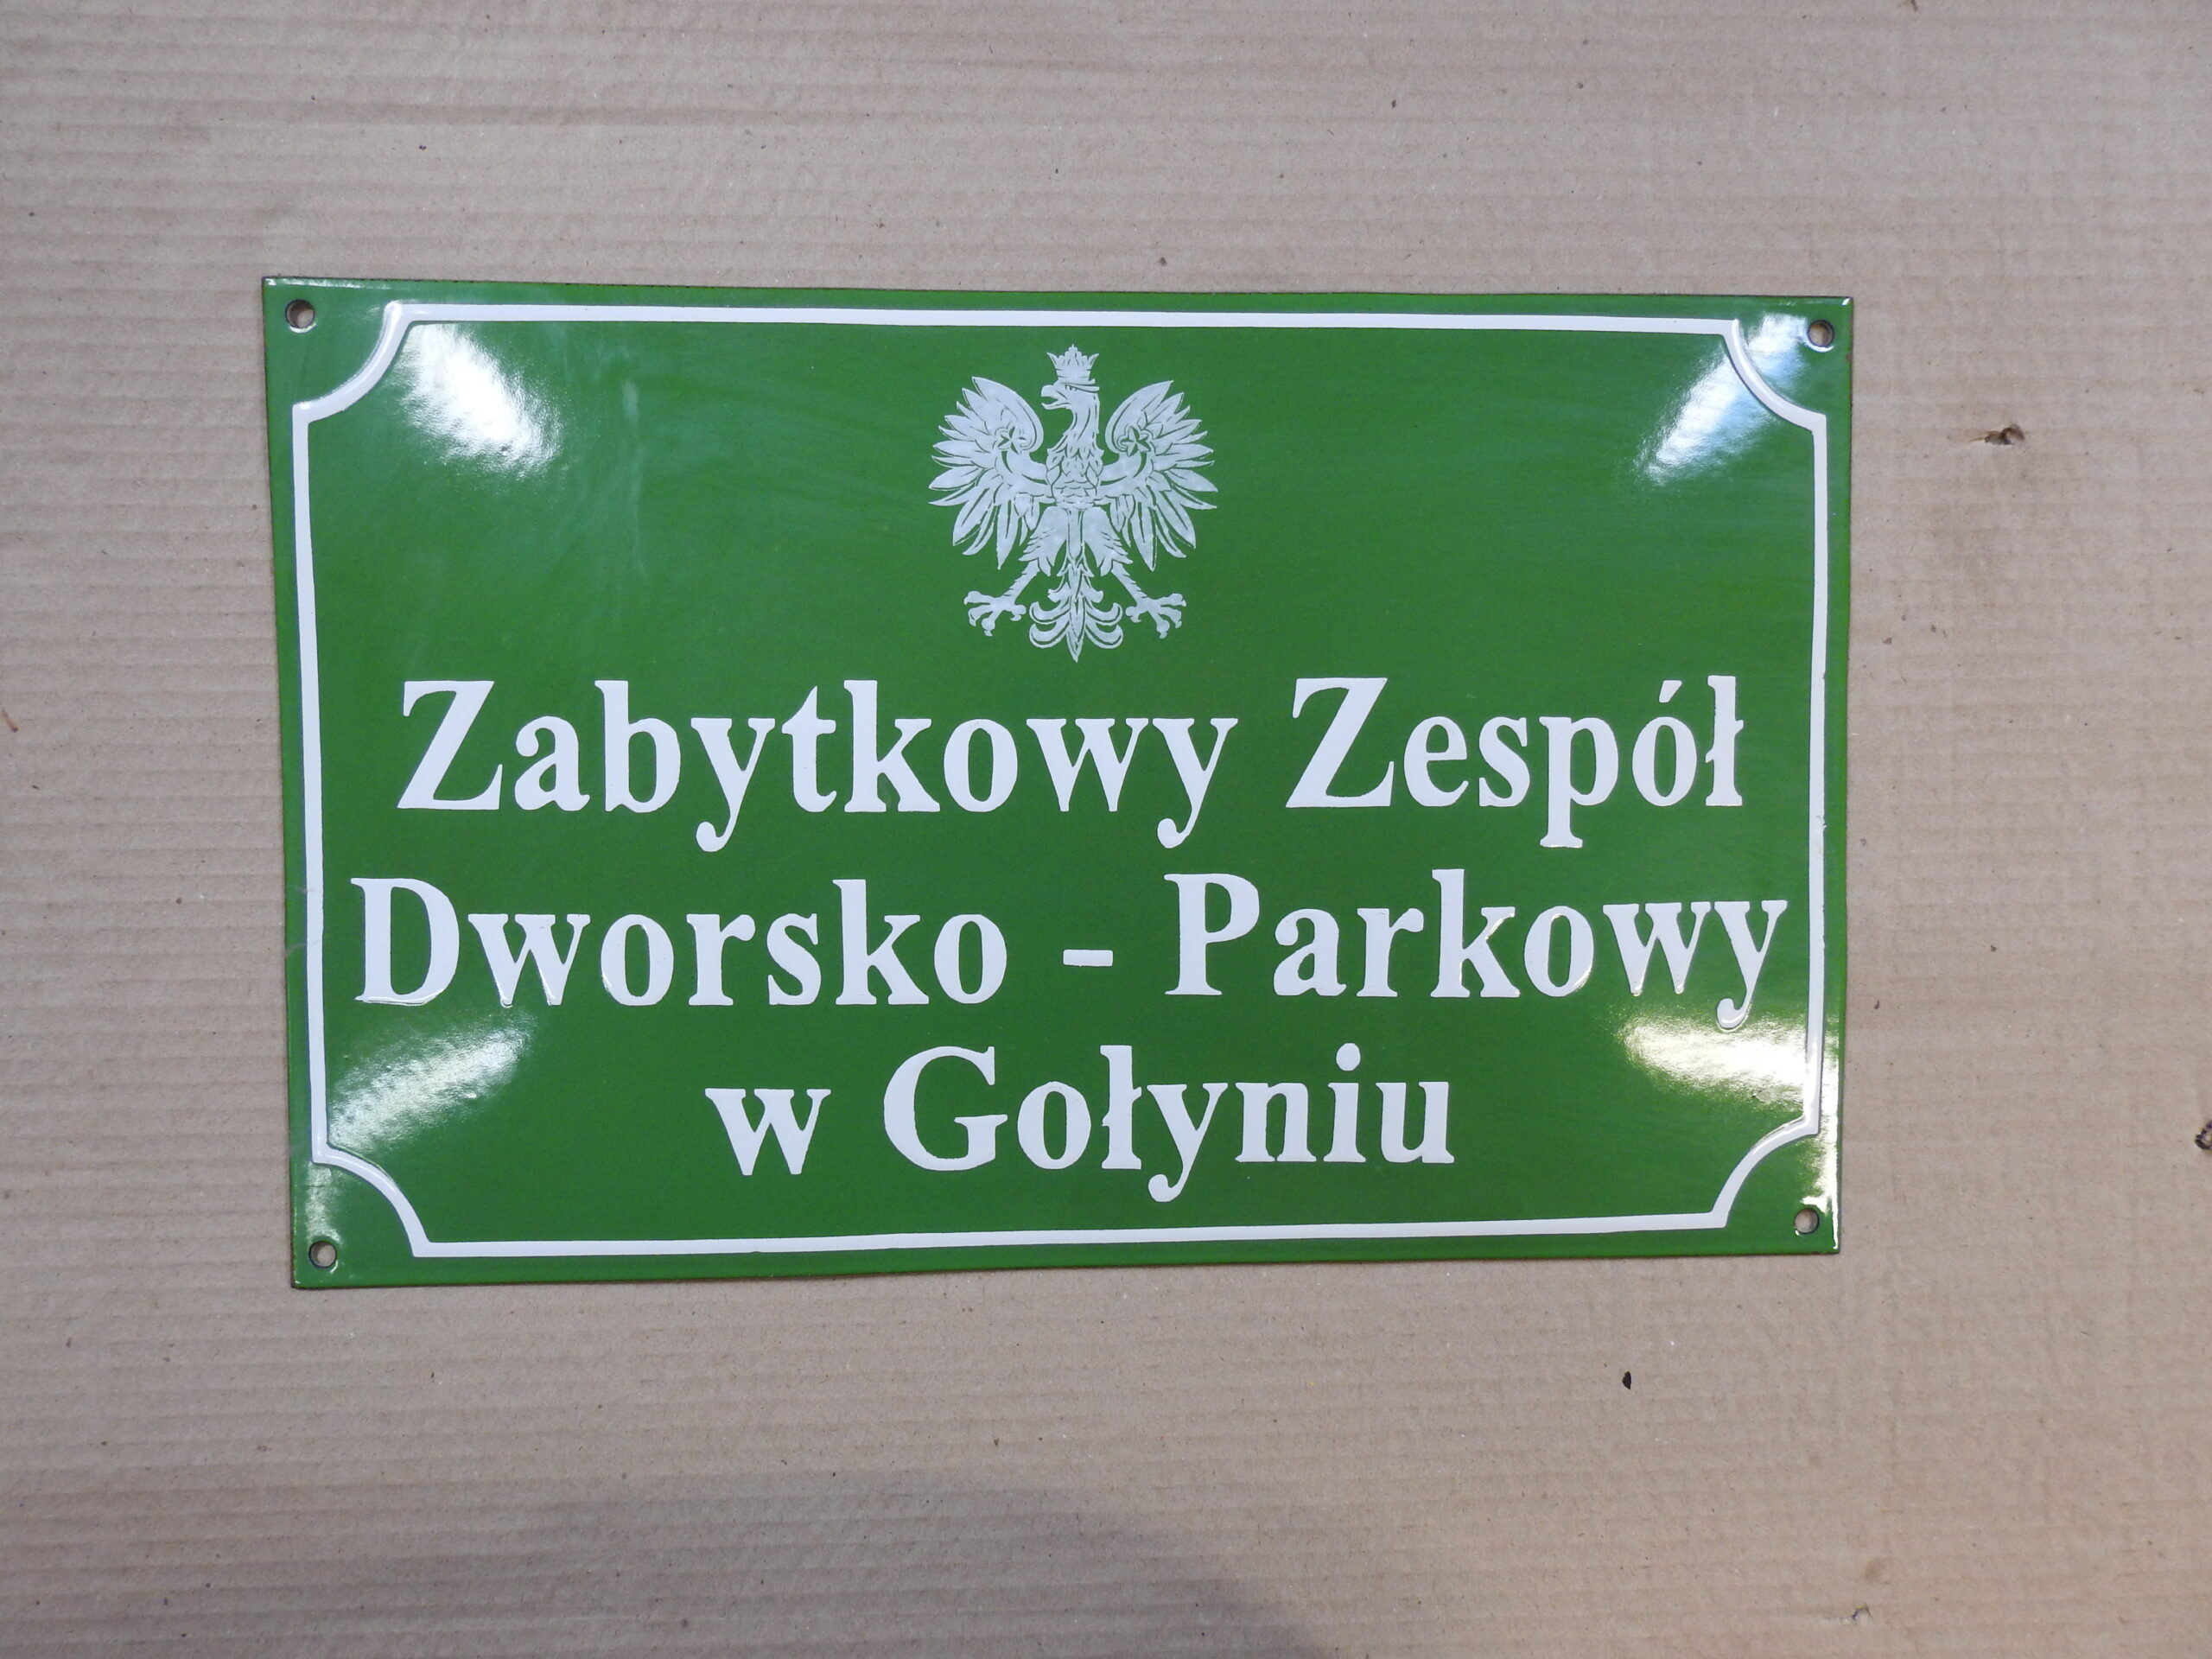 Zabytkowy Zespół
Dworsko - Parkowy
w Gołyniu